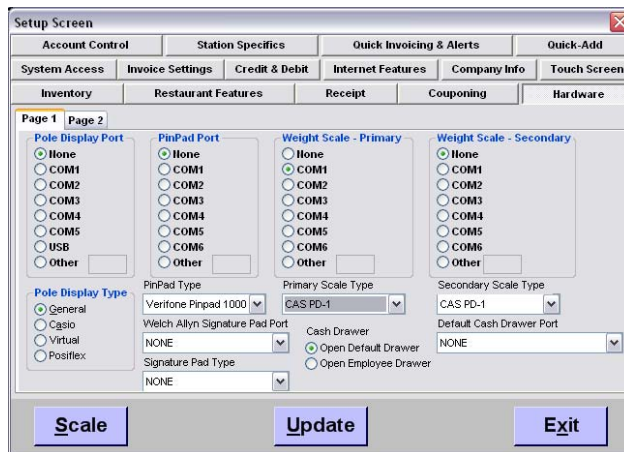 Setup Screen
Account Control Station Specifics Quick Invoicing & Alerts Quick-Add
System Access Invoice Settings Credit & Debit Internet Features Company Info Touch Screen
Inventory Restaurant Features Receipt Couponing Hardware
Page 1 Page 2
Pole Display Port PinPad Port Weight Scale - Primary Weight Scale - Secondary
None None None None
COM1 COM1 COM1 COM1
COM2 COM2 COM2 COM2
COM3 COM3 COM3 COM3
COM4 COM4 COM4 COM4
COM5 COM5 COM5 COM5
USB COM6 COM6 COM6
Other Other Other Other
PinPad Type Primary Scale Type Secondary Scale Type
Pole Display Type Verifone Pinpad 1000 CAS PD-1 CAS PD-1
General
Casio Welch Allyn Signature Pad Port Cash Drawer Default Cash Drawer Port
Virtual NONE Open Default Drawer NONE
Posiflex Signature Pad Type Open Employee Drawer
NONE
Scale Update Exit